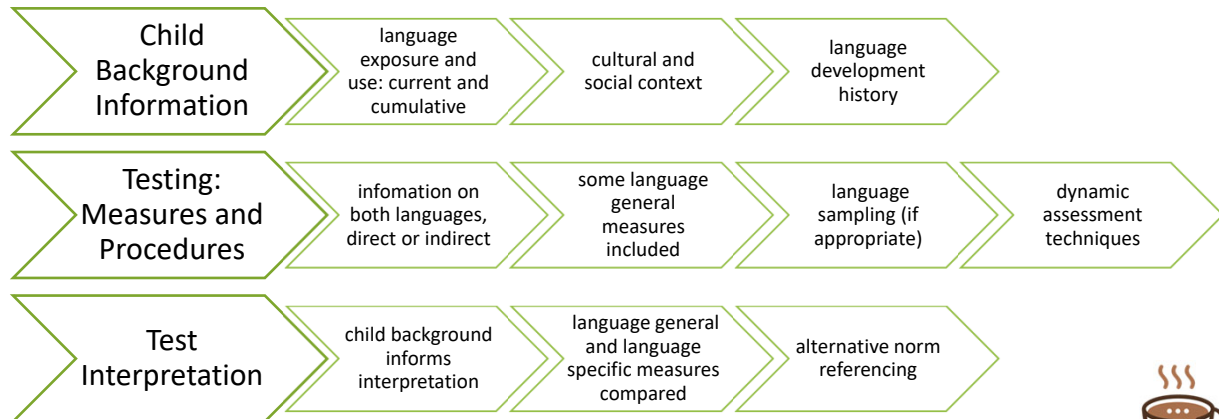 Child
Background
Information
language
exposure and
use: current and
cumulative
cultural and
social context
language
development
history
Testing:
Measures and
Procedures
infomation on
both languages,
direct or indirect
some language
general
measures
included
language
sampling (if
appropriate)
dynamic
assessment
techniques
Test
Interpretation
child background
informs
interpretation
language general
and language
specific measures
compared
alternative norm
referencing